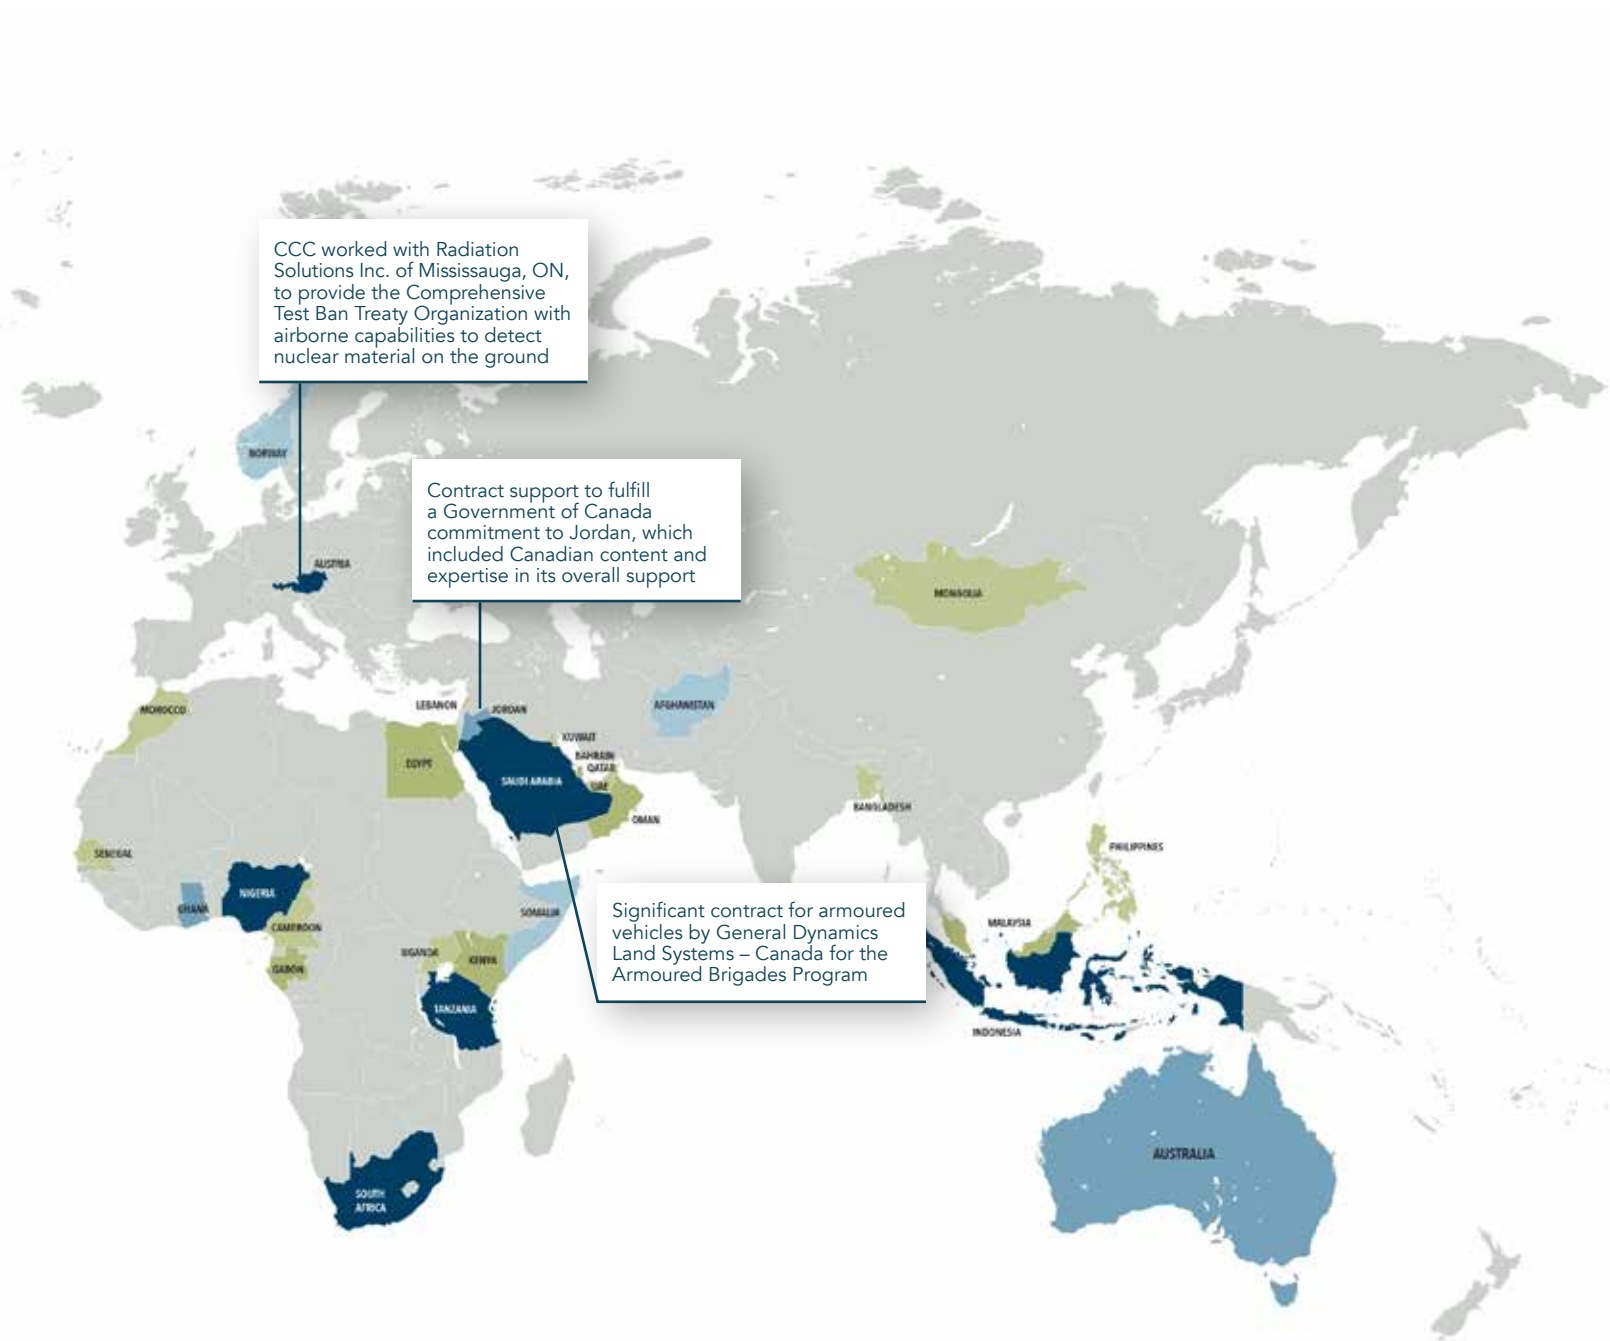 CCC worked with Radiation
Solutions Inc. of Mississauga, ON,
to provide the Comprehensive
Test Ban Treaty Organization with
airborne capabilities to detect
nuclear material on the ground
NORWAY
Contract support to fulfill
a Government of Canada
commitment to Jordan, which
included Canadian content and
expertise in its overall support
AUSTRIA
MONGOLIA
MOROCCO
LEBANON
JORDAN
AFGHANISTAN
KUWAIT
BAHRAIN
QATAR
EGYPT
SAUDI ARABIA
UAE
OMAN
BANGLADESH
PHILIPPINES
SENEGAL
NIGERIA
GHANA
CAMEROON
SOMALIA
Significant contract for armoured
vehicles by General Dynamics
Land Systems – Canada for the
Armoured Brigades Program
MALAYSIA
UGANDA
KENYA
GABON
TANZANIA
INDONESIA
AUSTRALIA
SOUTH
AFRICA